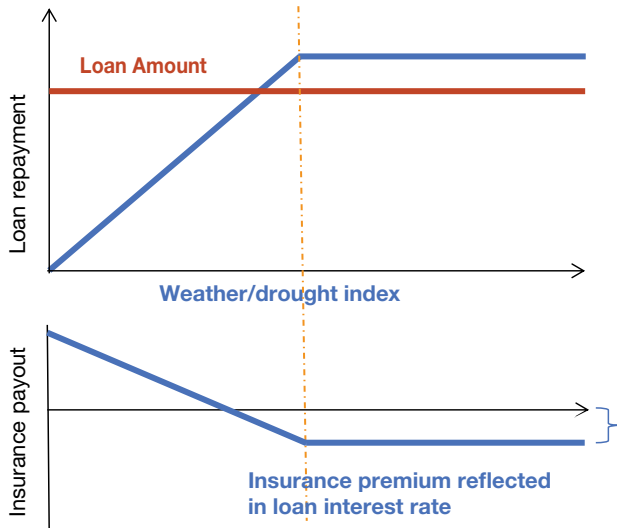 Loan Amount
Loan repayment
Weather/drought index
Insurance payout
Insurance premium reflected
in loan interest rate